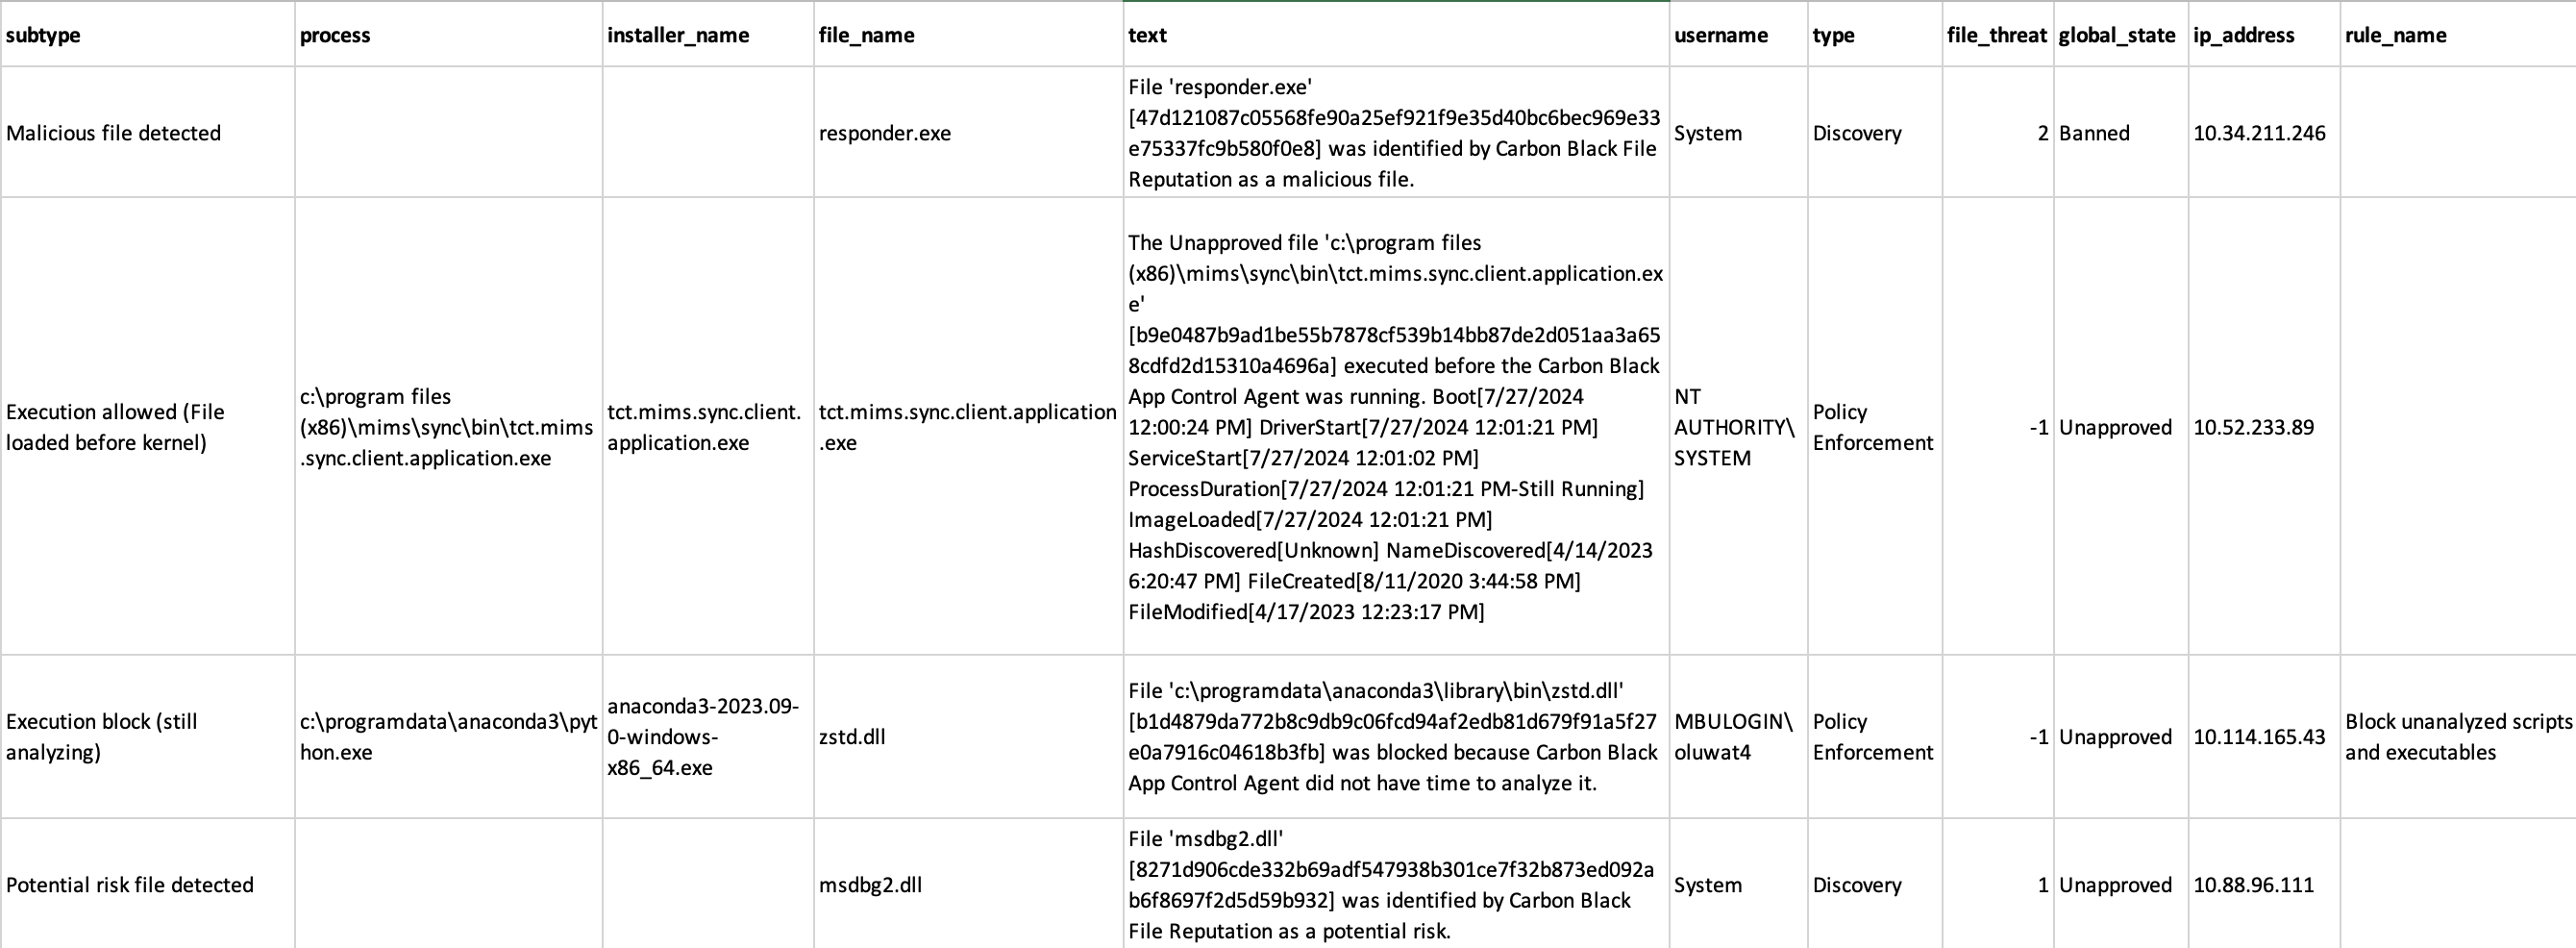 subtype process installer_name file_name text username type file_threat global_state ip_address rule_name
Malicious file detected
responder.exe
File 'responder.exe'
[47d121087c05568fe90a25ef921f9e35d40bc6bec969e33
e75337fc9b580f0e8] was identified by Carbon Black File
Reputation as a malicious file.
System
Discovery
2
Banned
10.34.211.246
Execution allowed (File
loaded before kernel)
c:\program files
(x86)\mims\sync\bin\tct.mims
.sync.client.application.exe
tct.mims.sync.client.
application.exe
tct.mims.sync.client.application
.exe
The Unapproved file 'c:\program files
(x86)\mims\sync\bin\tct.mims.sync.client.application.ex
e'
[b9e0487b9ad1be55b7878cf539b14bb87de2d051aa3a65
8cdfd2d15310a4696a] executed before the Carbon Black
App Control Agent was running. Boot[7/27/2024
12:00:24 PM] DriverStart[7/27/2024 12:01:21 PM]
ServiceStart[7/27/2024 12:01:02 PM]
ProcessDuration[7/27/2024 12:01:21 PM-Still Running]
ImageLoaded[7/27/2024 12:01:21 PM]
HashDiscovered[Unknown] NameDiscovered[4/14/2023
6:20:47 PM] FileCreated[8/11/2020 3:44:58 PM]
FileModified[4/17/2023 12:23:17 PM]
NT
AUTHORITY\
SYSTEM
Policy
Enforcement
-1
Unapproved
10.52.233.89
Execution block (still
analyzing)
c:\programdata\anaconda3\pyt
hon.exe
anaconda3-2023.09-
0-windows-
x86_64.exe
zstd.dll
File 'c:\programdata\anaconda3\library\bin\zstd.dll'
[b1d4879da772b8c9db9c06fcd94af2edb81d679f91a5f27
e0a7916c04618b3fb] was blocked because Carbon Black
App Control Agent did not have time to analyze it.
MBULOGIN\
oluwat4
Policy
Enforcement
-1
Unapproved
10.114.165.43
Block unanalyzed scripts
and executables
Potential risk file detected
msdbg2.dll
File 'msdbg2.dll'
[8271d906cde332b69adf547938b301ce7f32b873ed092a
b6f8697f2d5d59b932] was identified by Carbon Black
File Reputation as a potential risk.
System
Discovery
1
Unapproved
10.88.96.111